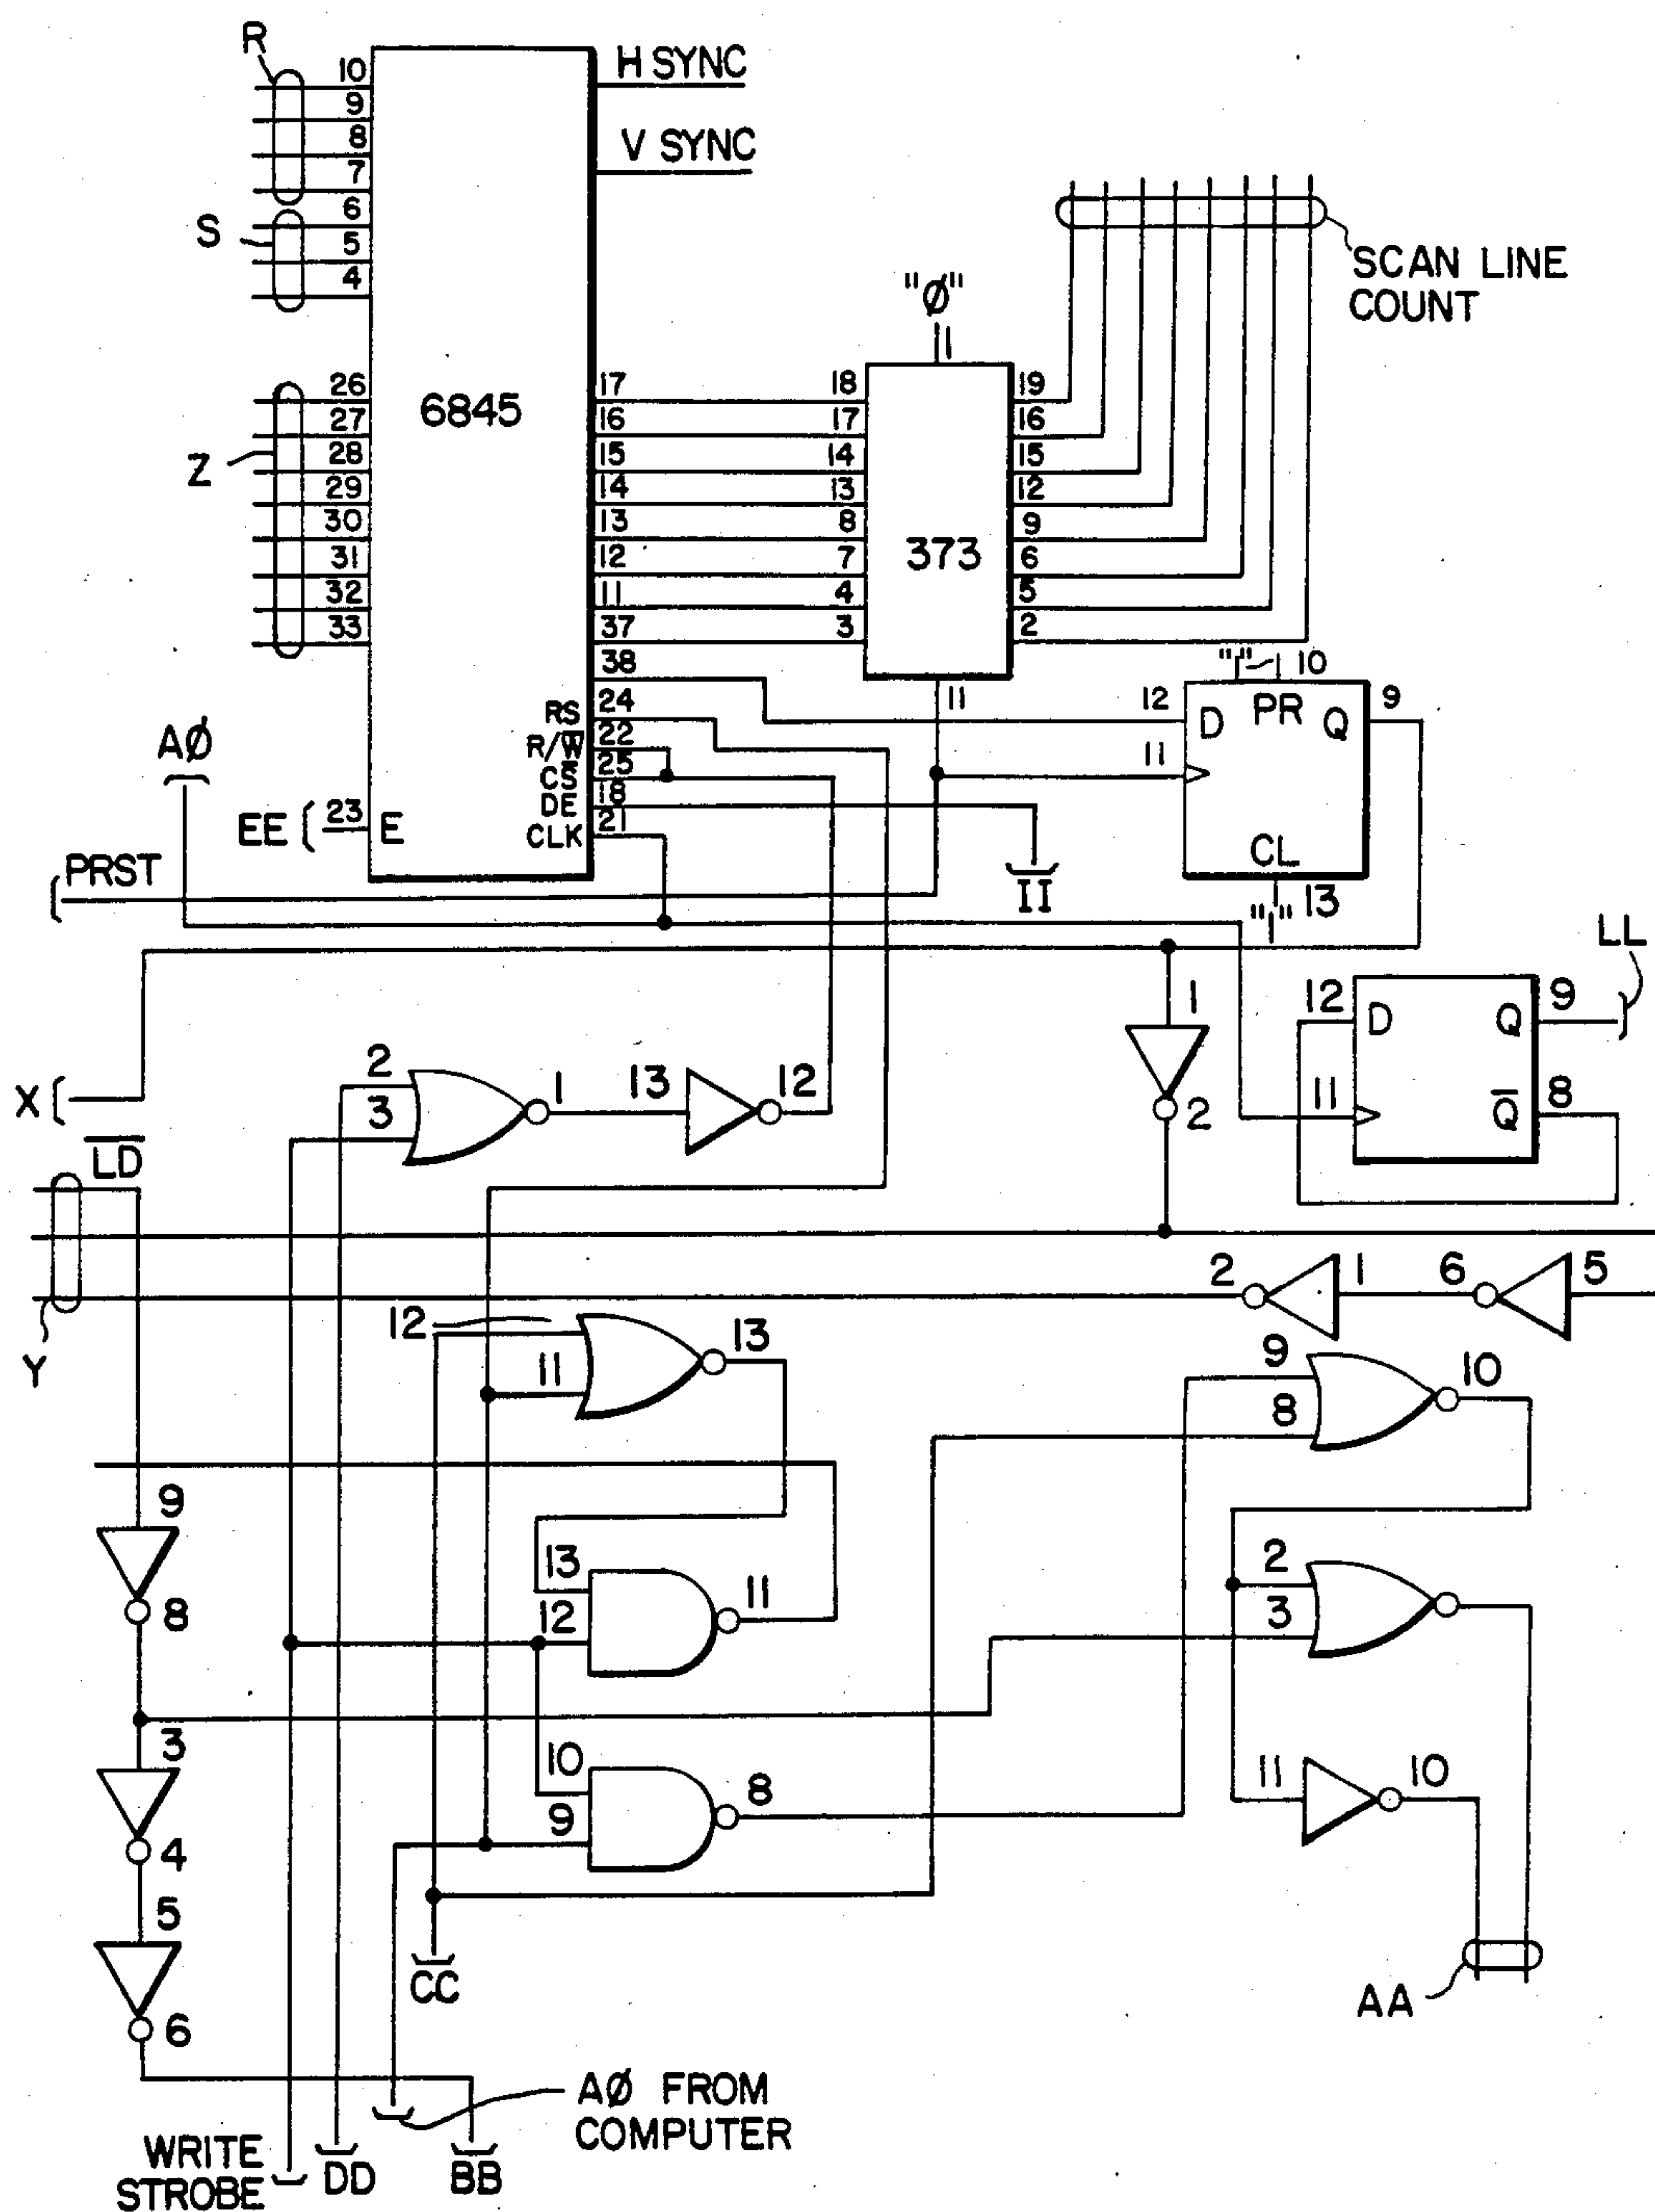 R
10
9
8
7
6
5
4
S
H SYNC
V SYNC
SCAN LINE
COUNT
"Ø"
1
6845
26
27
28
29
30
31
32
33
Z
17
16
15
14
13
12
11
37
38
18
17
14
13
8
7
4
3
373
19
16
15
12
9
6
5
2
11
RS 24
R/W̅ 22
CS̅ 25
DE 18
CLK 21
AØ
EE 23 E
PRST
II
"1" 10
12 D PR Q 9
11
CL
13
"1"
LL
12 D Q 9
11 Q̅ 8
1
2
X
2
3
1
13
12
L̅D̅
Y
2
1
6
5
12
11
13
9
8
10
9
8
13
12
11
2
3
3
4
10
9
8
11
10
5
6
CC
AA
AØ FROM
COMPUTER
WRITE
STROBE
DD
BB